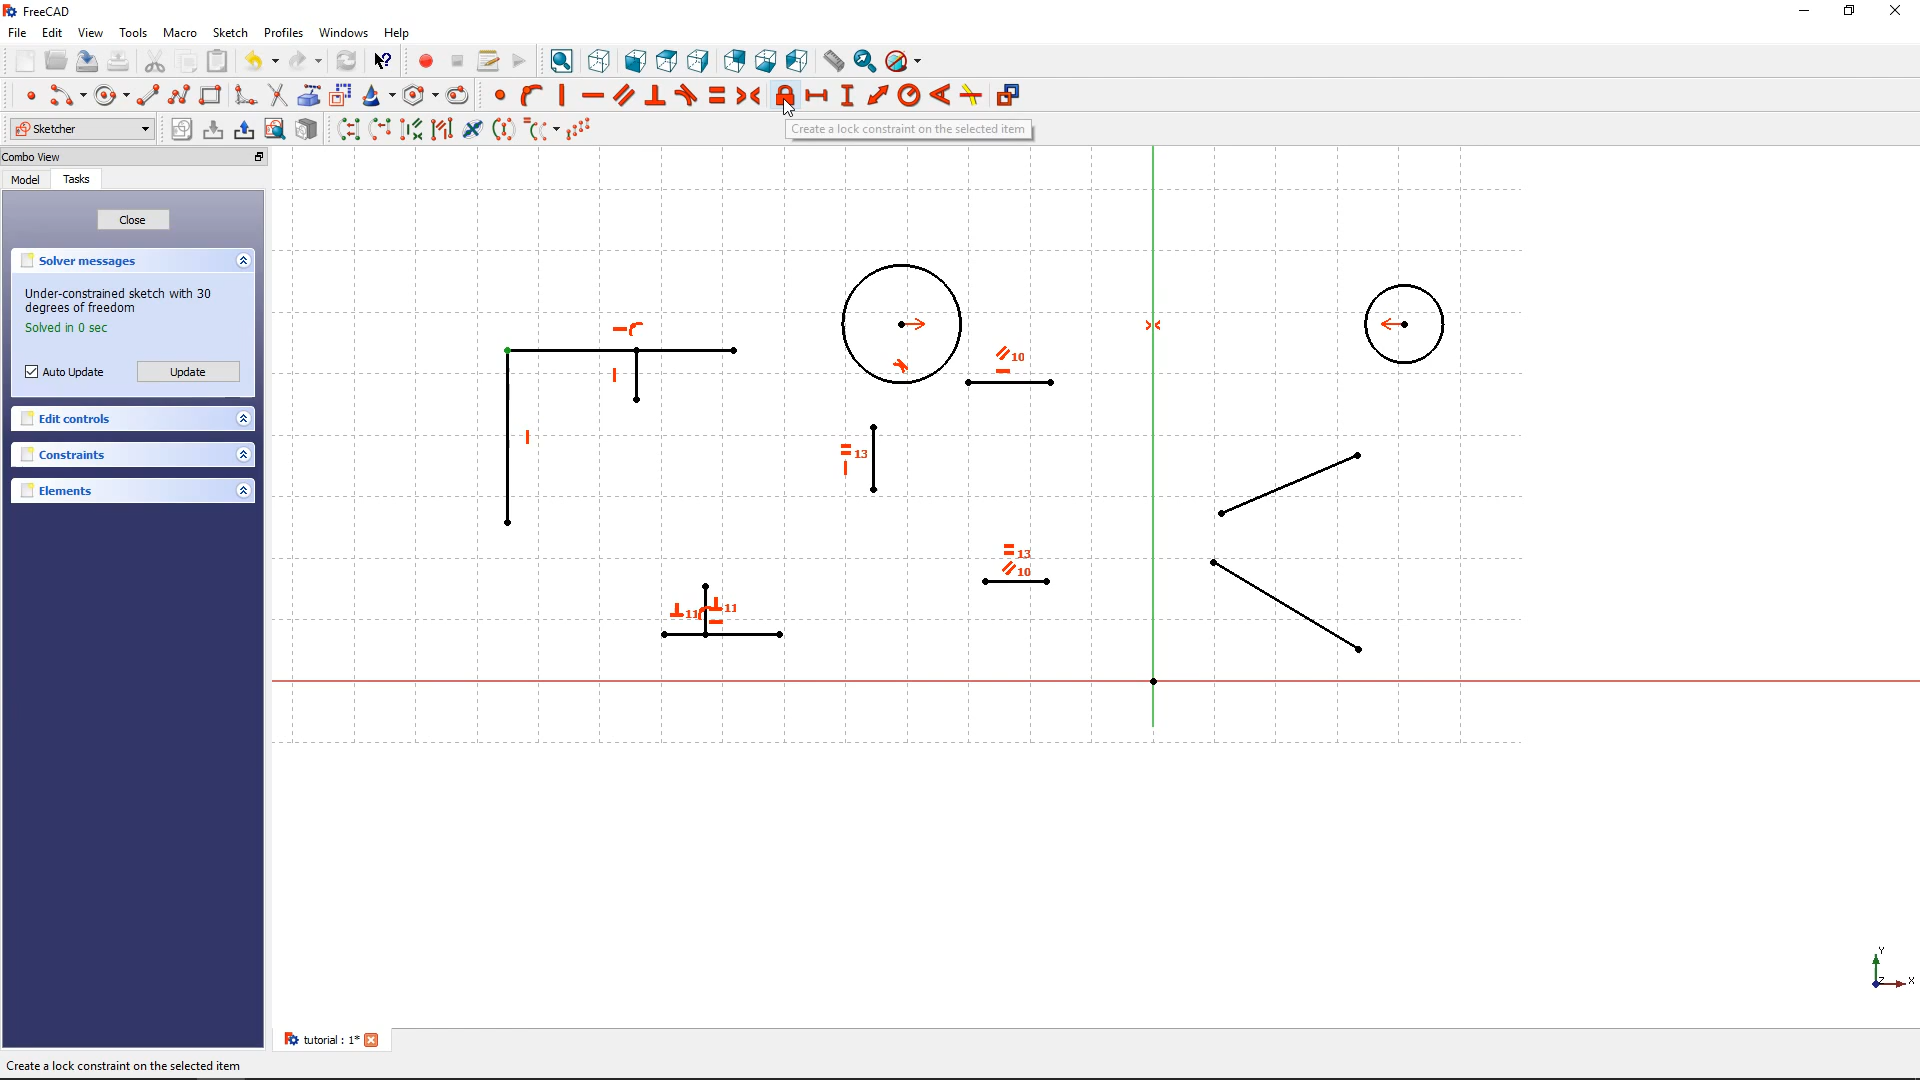 FreeCAD
File Edit View Tools Macro Sketch Profiles Windows Help
Sketcher
Create a lock constraint on the selected item
Combo View
Model Tasks
Close
Solver messages
Under-constrained sketch with 30
degrees of freedom
Solved in 0 sec
Auto Update Update
Edit controls
Constraints
Elements
10
13
13
10
11 11
Y
Z X
tutorial : 1*
Create a lock constraint on the selected item